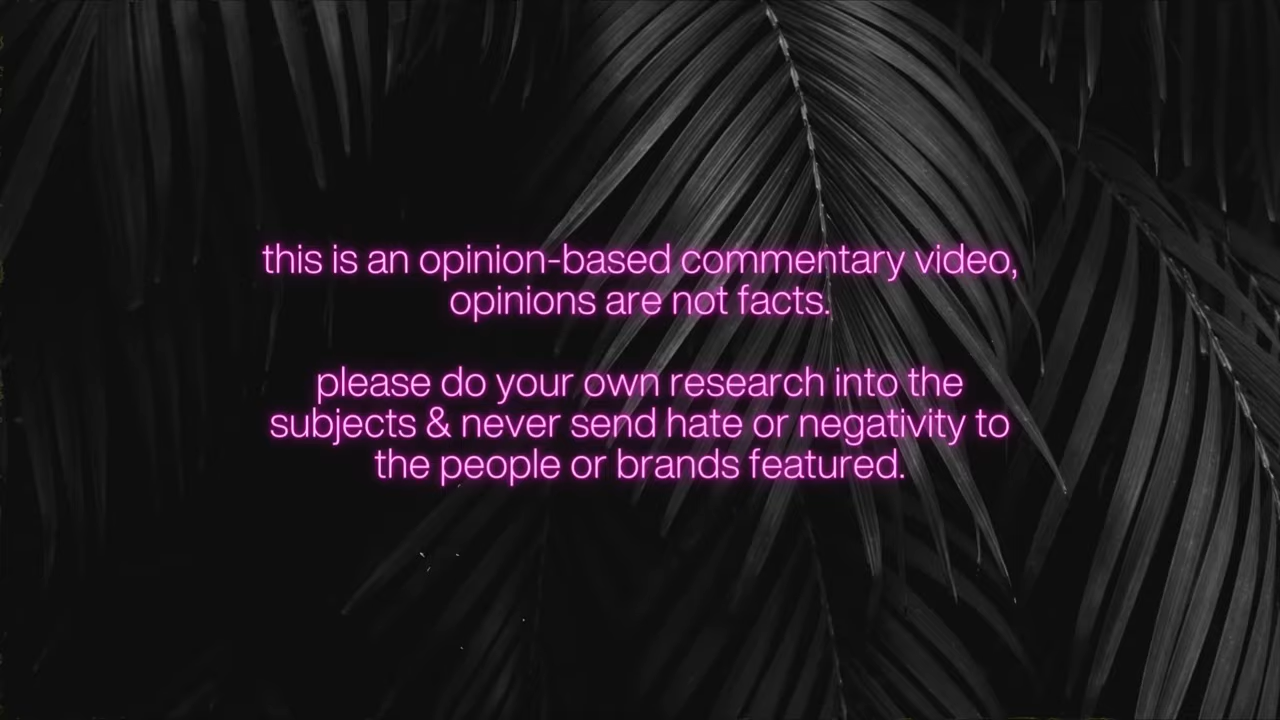 this is an opinion-based commentary video,
opinions are not facts.
please do your own research into the
subjects & never send hate or negativity to
the people or brands featured.